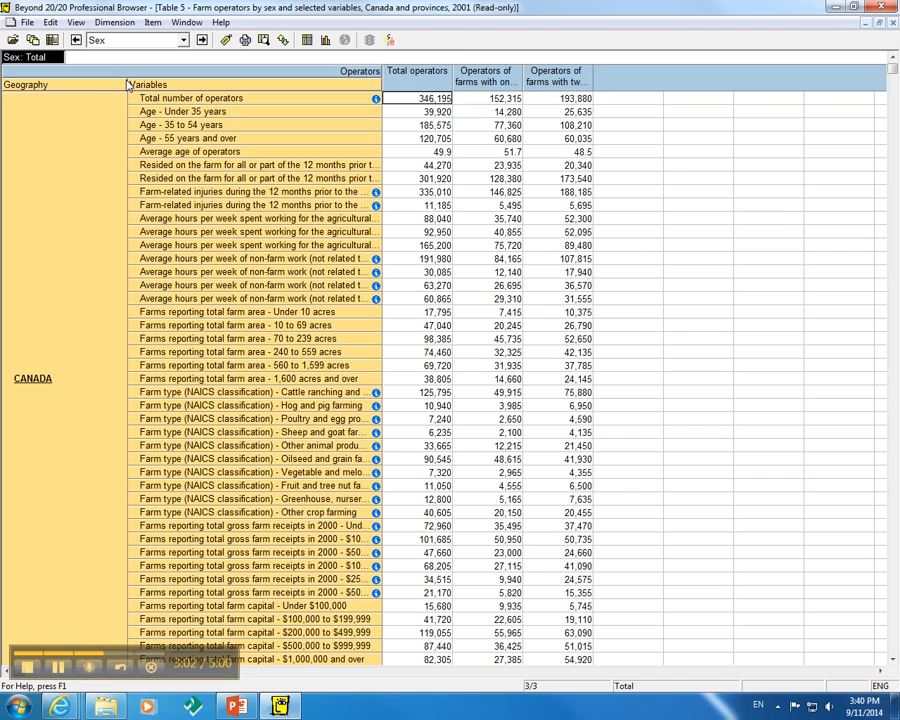 Beyond 20/20 Professional Browser - [Table 5 - Farm operators by sex and selected variables, Canada and provinces, 2001 (Read-only)]
File Edit View Dimension Item Window Help
Sex
Sex: Total
Operators Total operators Operators of farms with on... Operators of farms with tw...
Geography Variables
Total number of operators 346,195 152,315 193,880
Age - Under 35 years 39,920 14,280 25,635
Age - 35 to 54 years 185,575 77,360 108,210
Age - 55 years and over 120,705 60,680 60,035
Average age of operators 49.9 51.7 48.5
Resided on the farm for all or part of the 12 months prior t... 44,270 23,935 20,340
Resided on the farm for all or part of the 12 months prior t... 301,920 128,380 173,540
Farm-related injuries during the 12 months prior to the ... 335,010 146,825 188,185
Farm-related injuries during the 12 months prior to the ... 11,185 5,495 5,695
Average hours per week spent working for the agricultural... 88,040 35,740 52,300
Average hours per week spent working for the agricultural... 92,950 40,855 52,095
Average hours per week spent working for the agricultural... 165,200 75,720 89,480
Average hours per week of non-farm work (not related t... 191,980 84,165 107,815
Average hours per week of non-farm work (not related t... 30,085 12,140 17,940
Average hours per week of non-farm work (not related t... 63,270 26,695 36,570
Average hours per week of non-farm work (not related t... 60,865 29,310 31,555
Farms reporting total farm area - Under 10 acres 17,795 7,415 10,375
Farms reporting total farm area - 10 to 69 acres 47,040 20,245 26,790
Farms reporting total farm area - 70 to 239 acres 98,385 45,735 52,650
Farms reporting total farm area - 240 to 559 acres 74,460 32,325 42,135
Farms reporting total farm area - 560 to 1,599 acres 69,720 31,935 37,785
CANADA Farms reporting total farm area - 1,600 acres and over 38,805 14,660 24,145
Farm type (NAICS classification) - Cattle ranching and ... 125,795 49,915 75,880
Farm type (NAICS classification) - Hog and pig farming 10,940 3,985 6,950
Farm type (NAICS classification) - Poultry and egg pro... 7,240 2,650 4,590
Farm type (NAICS classification) - Sheep and goat far... 6,235 2,100 4,135
Farm type (NAICS classification) - Other animal produ... 33,665 12,215 21,450
Farm type (NAICS classification) - Oilseed and grain fa... 90,545 48,615 41,930
Farm type (NAICS classification) - Vegetable and melo... 7,320 2,965 4,355
Farm type (NAICS classification) - Fruit and tree nut fa... 11,050 4,555 6,500
Farm type (NAICS classification) - Greenhouse, nurser... 12,800 5,165 7,635
Farm type (NAICS classification) - Other crop farming 40,605 20,150 20,455
Farms reporting total gross farm receipts in 2000 - Und... 72,960 35,495 37,470
Farms reporting total gross farm receipts in 2000 - $10... 101,685 50,950 50,735
Farms reporting total gross farm receipts in 2000 - $50... 47,660 23,000 24,660
Farms reporting total gross farm receipts in 2000 - $10... 68,205 27,115 41,090
Farms reporting total gross farm receipts in 2000 - $25... 34,515 9,940 24,575
Farms reporting total gross farm receipts in 2000 - $50... 21,170 5,820 15,355
Farms reporting total farm capital - Under $100,000 15,680 9,935 5,745
Farms reporting total farm capital - $100,000 to $199,999 41,720 22,605 19,110
Farms reporting total farm capital - $200,000 to $499,999 119,055 55,965 63,090
Farms reporting total farm capital - $500,000 to $999,999 87,440 36,425 51,015
Farms reporting total farm capital - $1,000,000 and over 82,305 27,385 54,920
5:02 / 5:00
For Help, press F1 3/3 Total ENG
EN 3:40 PM
9/11/2014